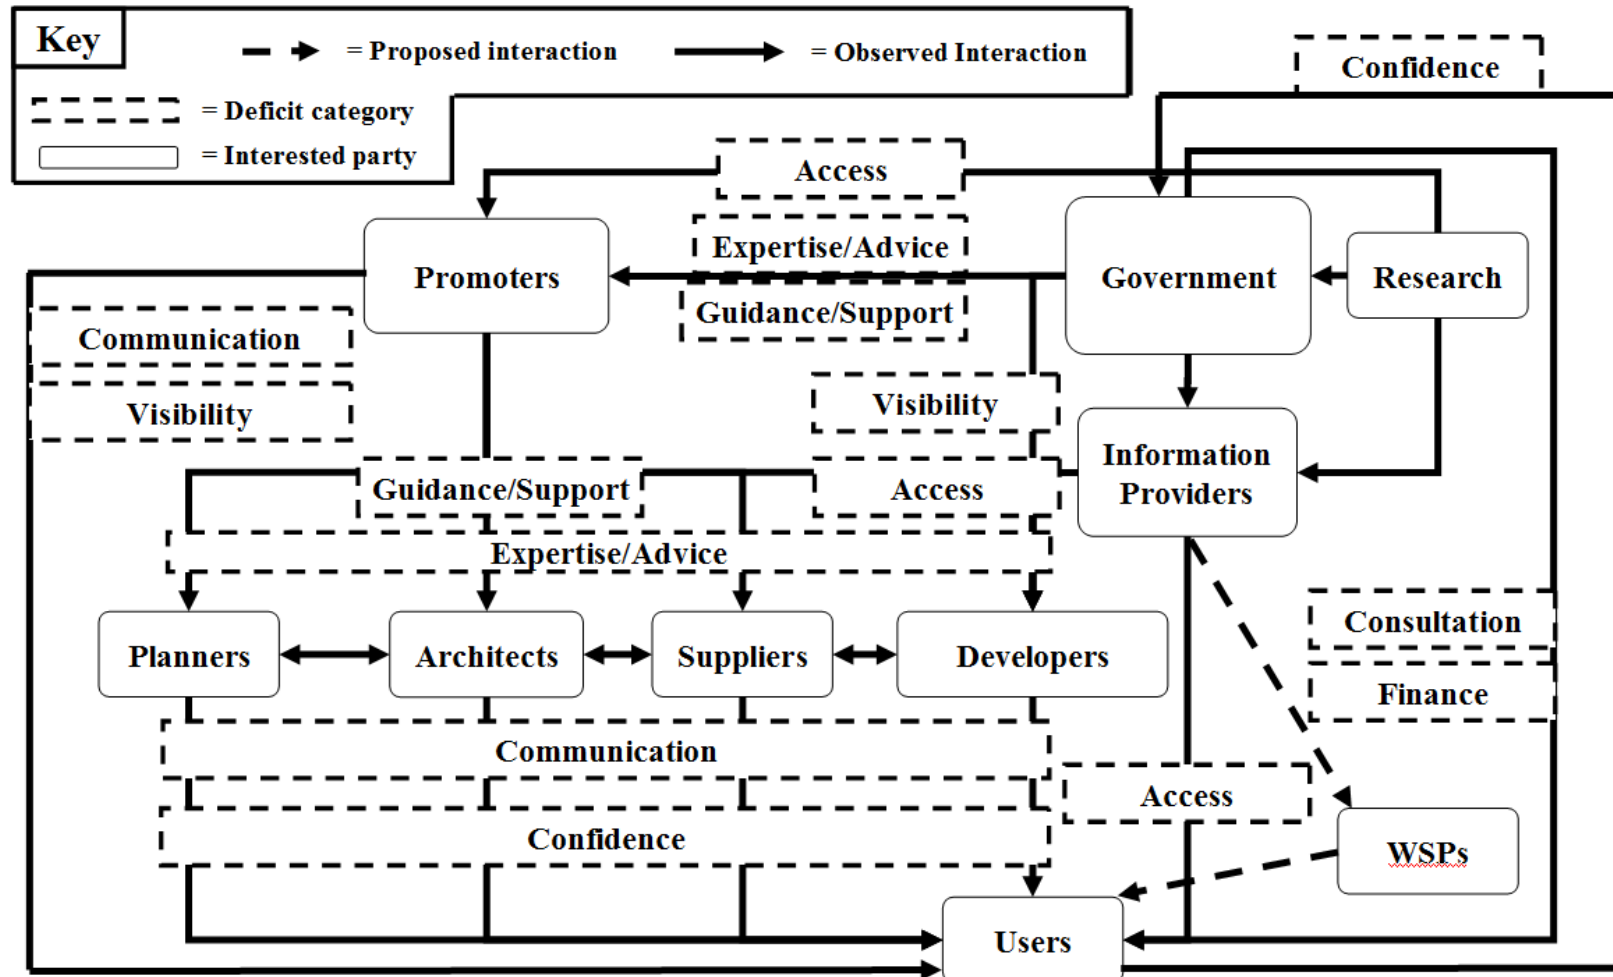 Key
= Proposed interaction
= Observed Interaction
= Deficit category
= Interested party
Confidence
Access
Expertise/Advice
Promoters
Government
Research
Guidance/Support
Communication
Visibility
Visibility
Information
Providers
Guidance/Support
Access
Expertise/Advice
Consultation
Planners
Architects
Suppliers
Developers
Finance
Communication
Access
Confidence
WSPs
Users